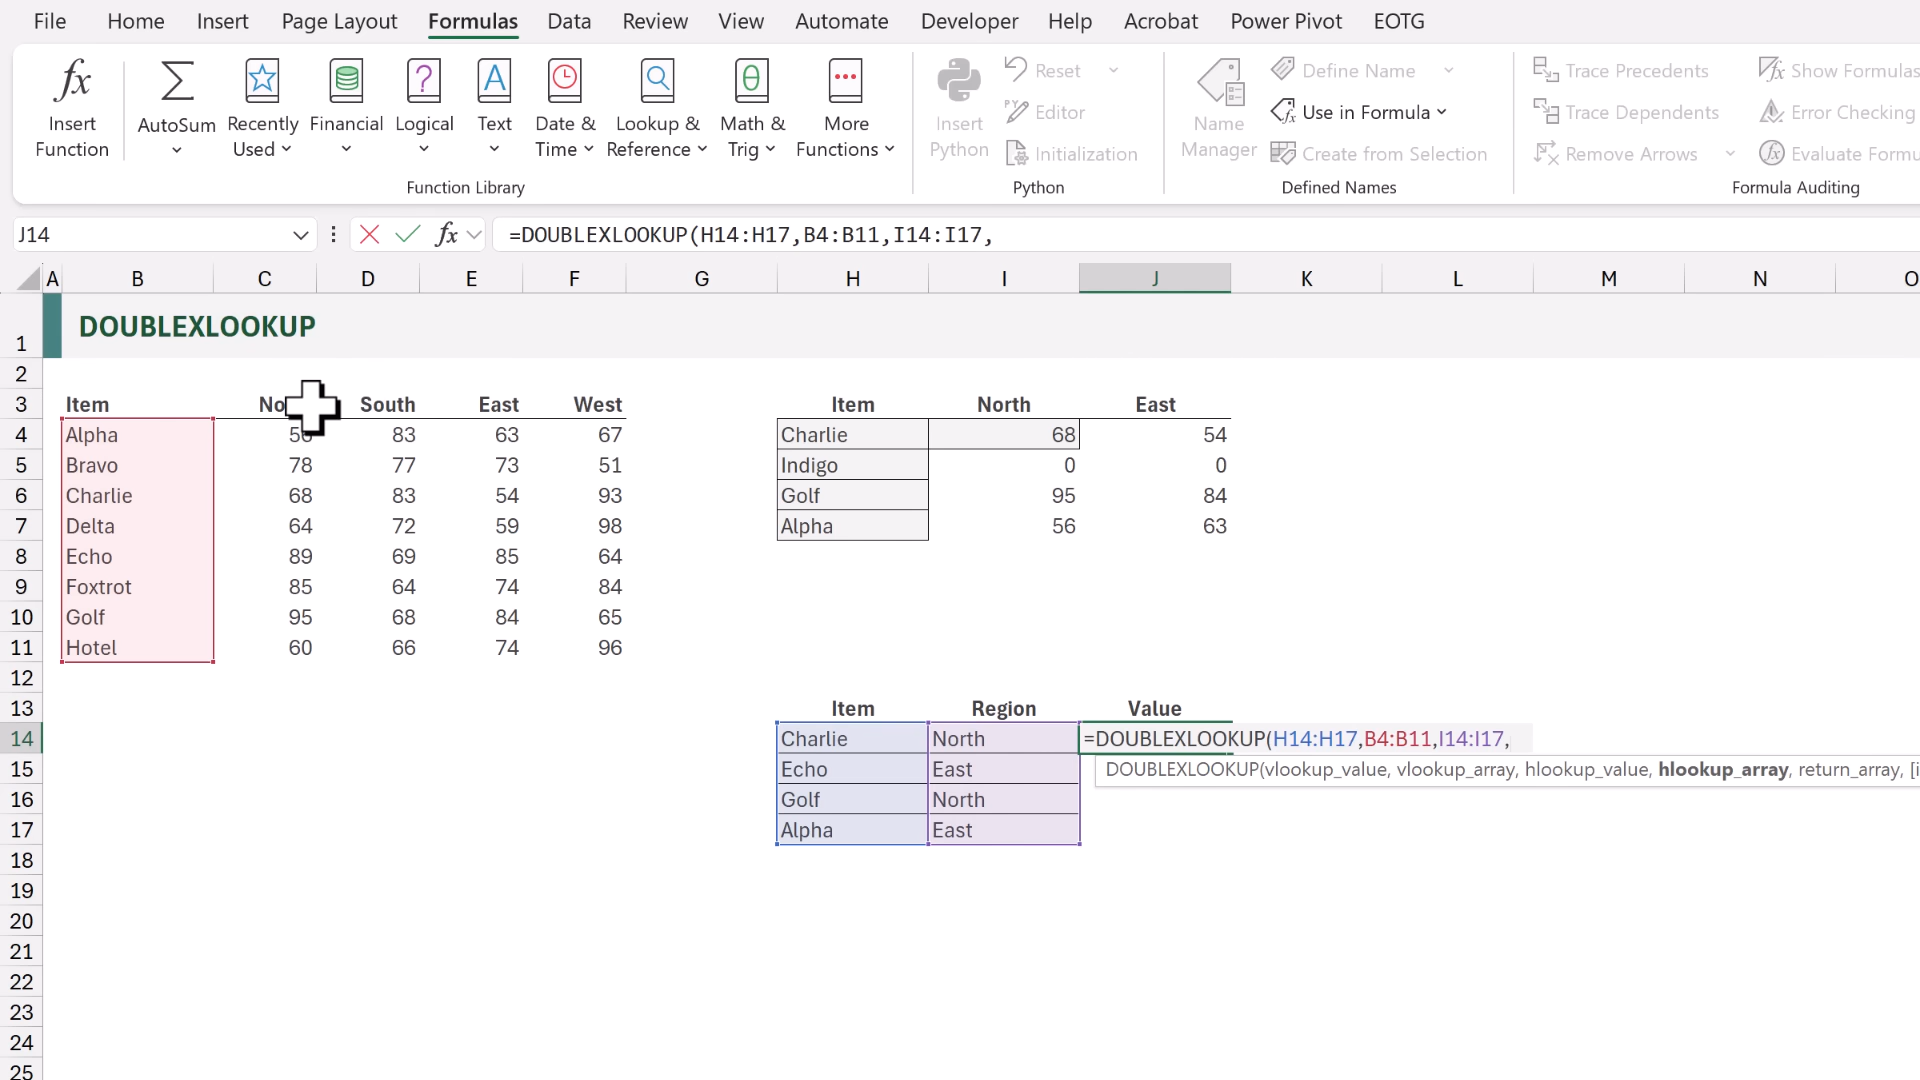 File Home Insert Page Layout Formulas Data Review View Automate Developer Help Acrobat Power Pivot EOTG
fx Insert Function
AutoSum
Recently Used
Financial
Logical
Text
Date & Time
Lookup & Reference
Math & Trig
More Functions
Function Library
Insert Python
Reset
Editor
Initialization
Python
Name Manager
Define Name
Use in Formula
Create from Selection
Defined Names
Trace Precedents
Trace Dependents
Remove Arrows
Show Formulas
Error Checking
Evaluate Formu
Formula Auditing
J14 fx =DOUBLEXLOOKUP(H14:H17,B4:B11,I14:I17,
A B C D E F G H I J K L M N O
1 DOUBLEXLOOKUP
2
3 Item No South East West Item North East
4 Alpha 56 83 63 67 Charlie 68 54
5 Bravo 78 77 73 51 Indigo 0 0
6 Charlie 68 83 54 93 Golf 95 84
7 Delta 64 72 59 98 Alpha 56 63
8 Echo 89 69 85 64
9 Foxtrot 85 64 74 84
10 Golf 95 68 84 65
11 Hotel 60 66 74 96
12
13 Item Region Value
14 Charlie North =DOUBLEXLOOKUP(H14:H17,B4:B11,I14:I17,
15 Echo East DOUBLEXLOOKUP(vlookup_value, vlookup_array, hlookup_value, hlookup_array, return_array, [i
16 Golf North
17 Alpha East
18
19
20
21
22
23
24
25